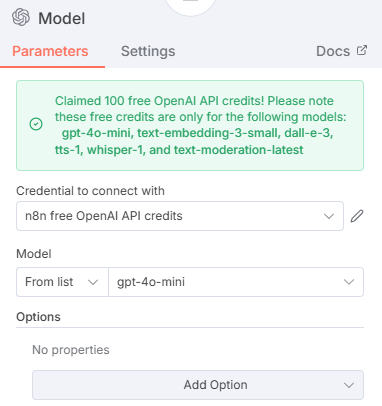 Model
Parameters Settings Docs
Claimed 100 free OpenAI API credits! Please note
these free credits are only for the following models:
gpt-4o-mini, text-embedding-3-small, dall-e-3,
tts-1, whisper-1, and text-moderation-latest
Credential to connect with
n8n free OpenAI API credits
Model
From list gpt-4o-mini
Options
No properties
Add Option